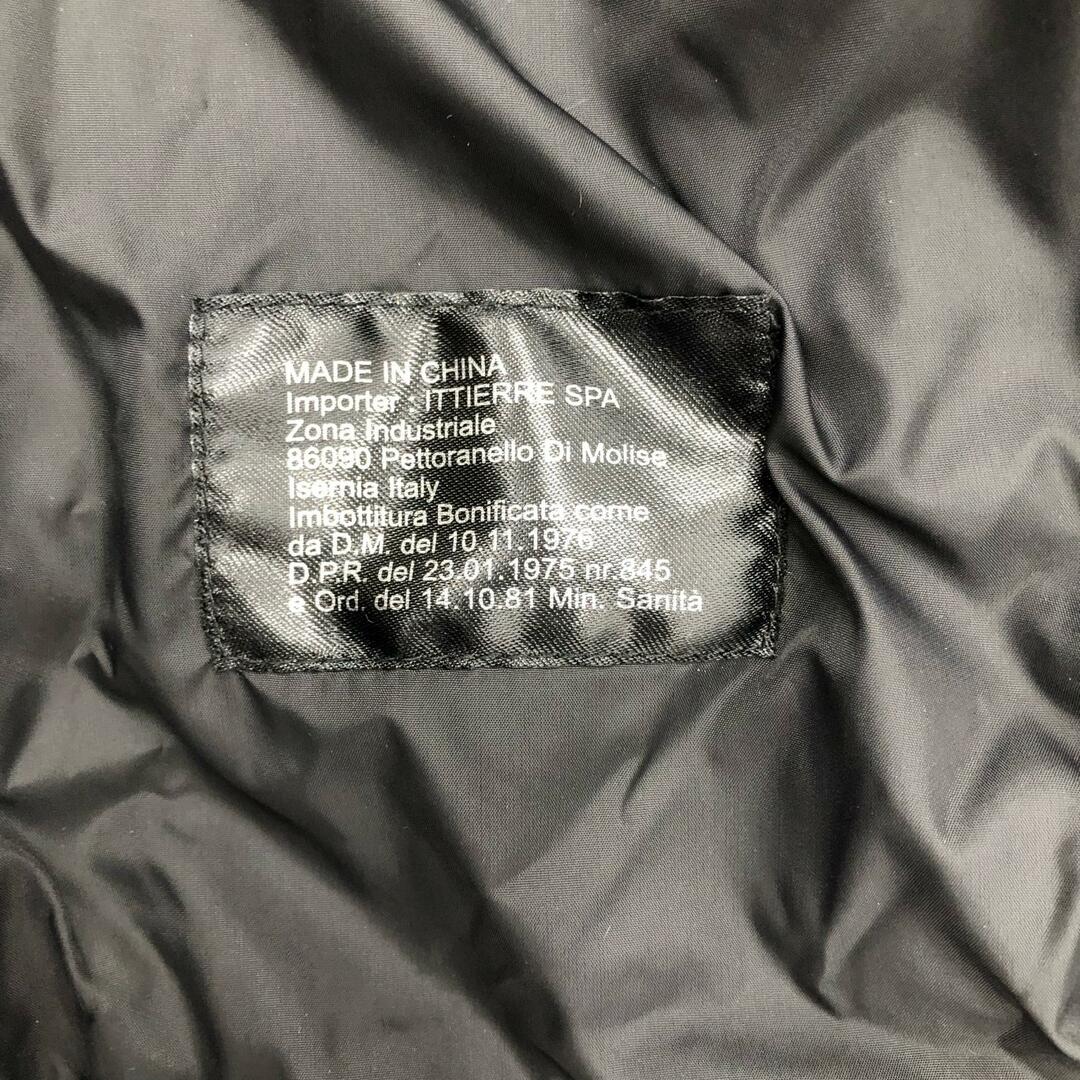 MADE IN CHINA
Importer : ITTIERRE SPA
Zona Industriale
86090 Pettoranello Di Molise
Isernia Italy
Imbottitura Bonificata come
da D.M. del 10.11.1976
D.P.R. del 23.01.1975 nr.845
e Ord. del 14.10.81 Min. Sanità